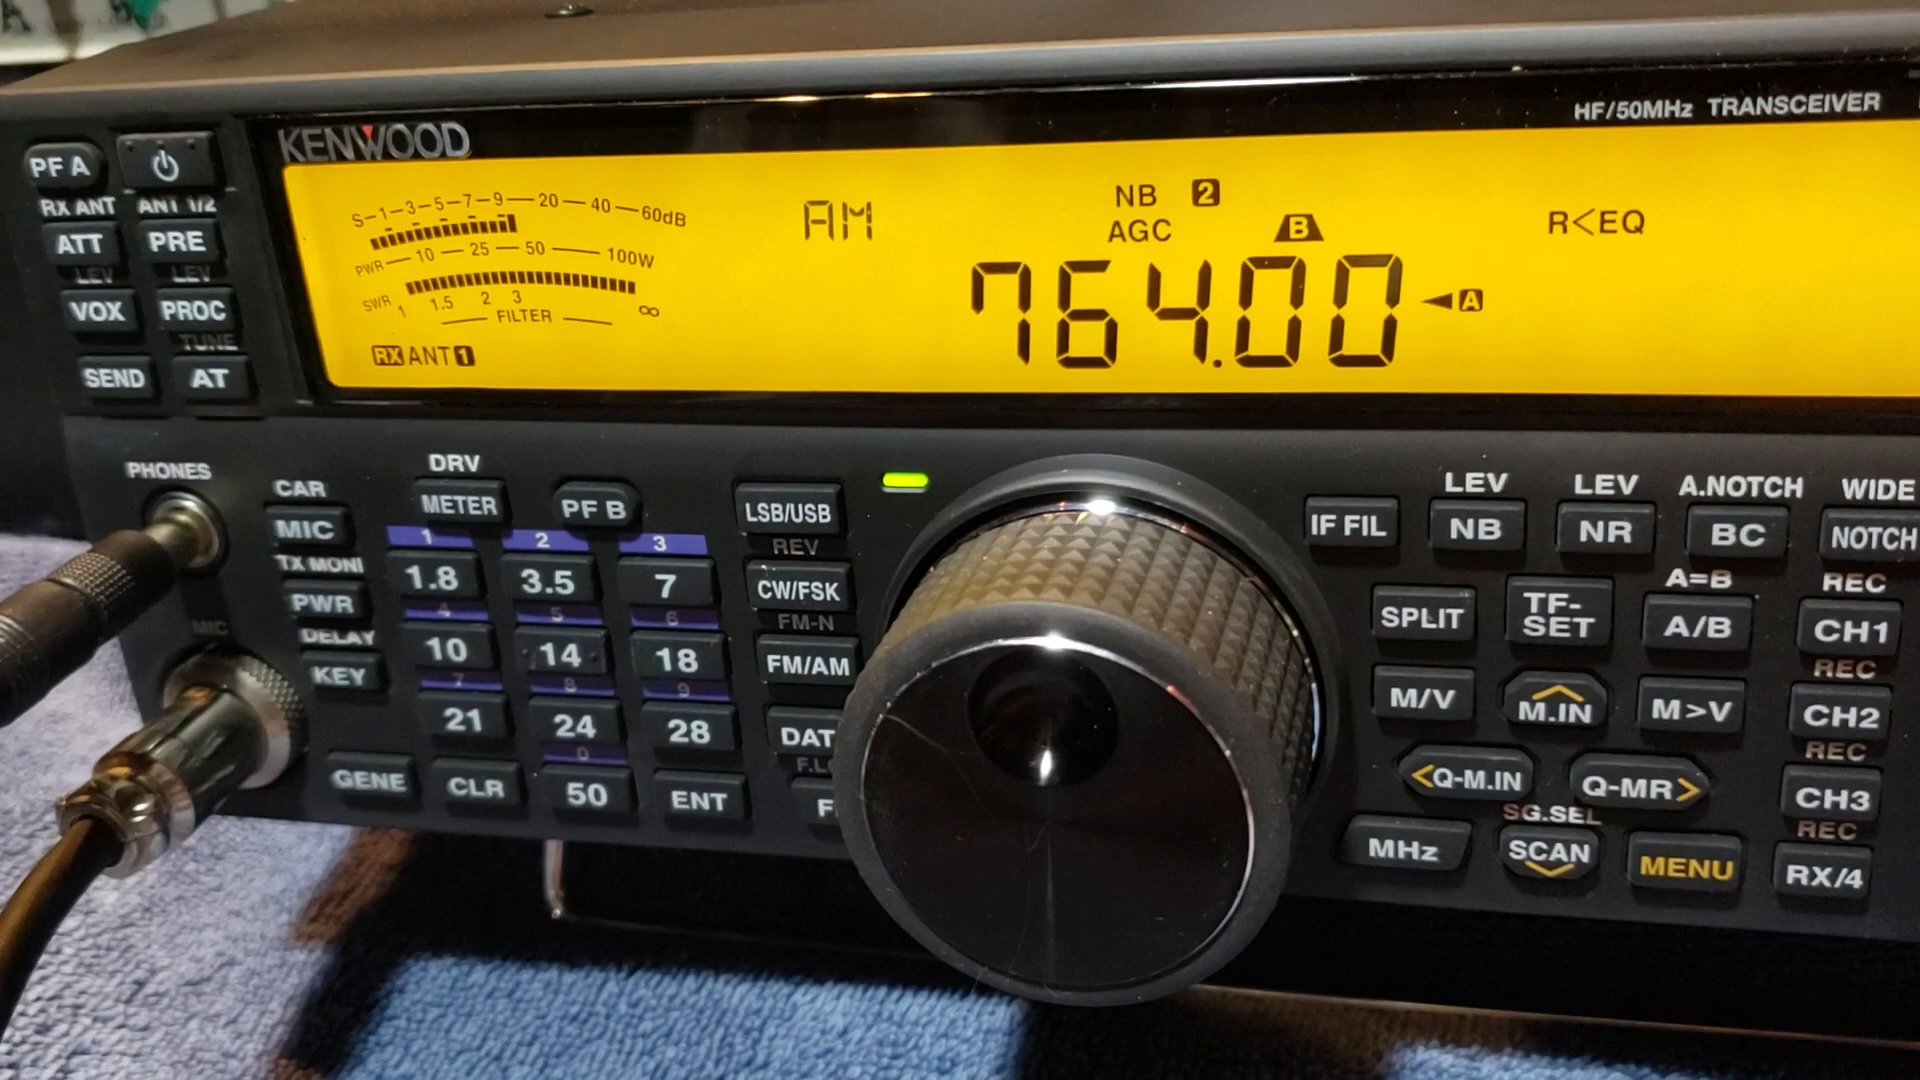 HF/50MHz TRANSCEIVER
KENWOOD
PF A
RX ANT ANT 1/2
ATT PRE
LEV LEV
VOX PROC
TUNE
SEND AT
S-1-3-5-7-9-20-40-60dB
PWR 10 25 50 100W
SWR 1 1.5 2 3 ∞
FILTER
RX ANT 1
AM
NB 2
AGC B
764.00 ◄A
R<EQ
PHONES
MIC
CAR
MIC
TX MONI
PWR
DELAY
KEY
DRV
METER PF B
1 2 3
1.8 3.5 7
4 5 6
10 14 18
7 8 9
21 24 28
0
GENE CLR 50 ENT
LSB/USB
REV
CW/FSK
FM-N
FM/AM
DAT
F.L
F
LEV LEV A.NOTCH WIDE
IF FIL NB NR BC NOTCH
A=B REC
SPLIT TF-SET A/B CH1
REC
M/V M.IN M>V CH2
REC
<Q-M.IN Q-MR> CH3
SG.SEL REC
MHz SCAN MENU RX/4